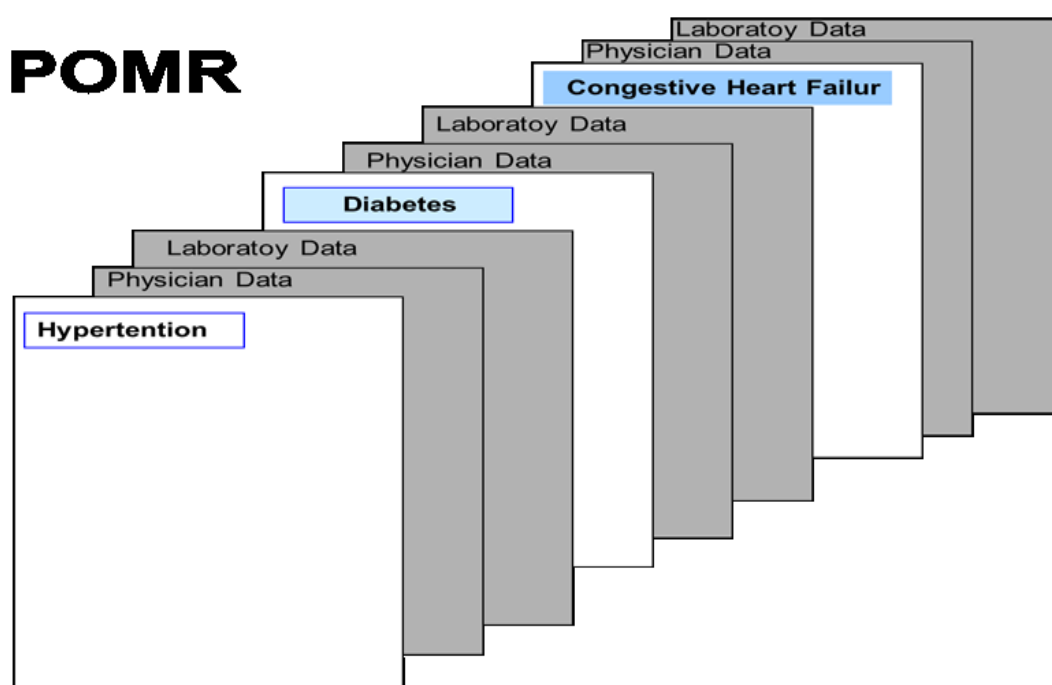 POMR
Laboratoy Data
Physician Data
Congestive Heart Failur
Laboratoy Data
Physician Data
Diabetes
Laboratoy Data
Physician Data
Hypertention